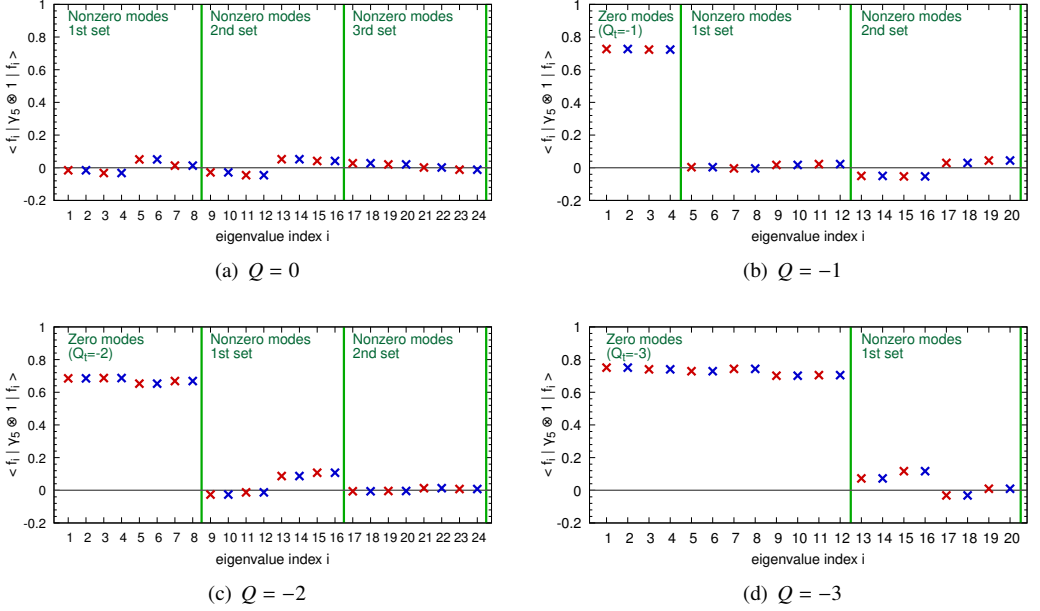 1
0.8
0.6
0.4
0.2
0
-0.2
< f_i | γ_5 ⊗ 1 | f_i >
Nonzero modes
1st set
Nonzero modes
2nd set
Nonzero modes
3rd set
1 2 3 4 5 6 7 8 9 10 11 12 13 14 15 16 17 18 19 20 21 22 23 24
eigenvalue index i
(a) Q = 0
1
0.8
0.6
0.4
0.2
0
-0.2
< f_i | γ_5 ⊗ 1 | f_i >
Zero modes
(Q_t=-1)
Nonzero modes
1st set
Nonzero modes
2nd set
1 2 3 4 5 6 7 8 9 10 11 12 13 14 15 16 17 18 19 20
eigenvalue index i
(b) Q = −1
1
0.8
0.6
0.4
0.2
0
-0.2
< f_i | γ_5 ⊗ 1 | f_i >
Zero modes
(Q_t=-2)
Nonzero modes
1st set
Nonzero modes
2nd set
1 2 3 4 5 6 7 8 9 10 11 12 13 14 15 16 17 18 19 20 21 22 23 24
eigenvalue index i
(c) Q = −2
1
0.8
0.6
0.4
0.2
0
-0.2
< f_i | γ_5 ⊗ 1 | f_i >
Zero modes
(Q_t=-3)
Nonzero modes
1st set
1 2 3 4 5 6 7 8 9 10 11 12 13 14 15 16 17 18 19 20
eigenvalue index i
(d) Q = −3